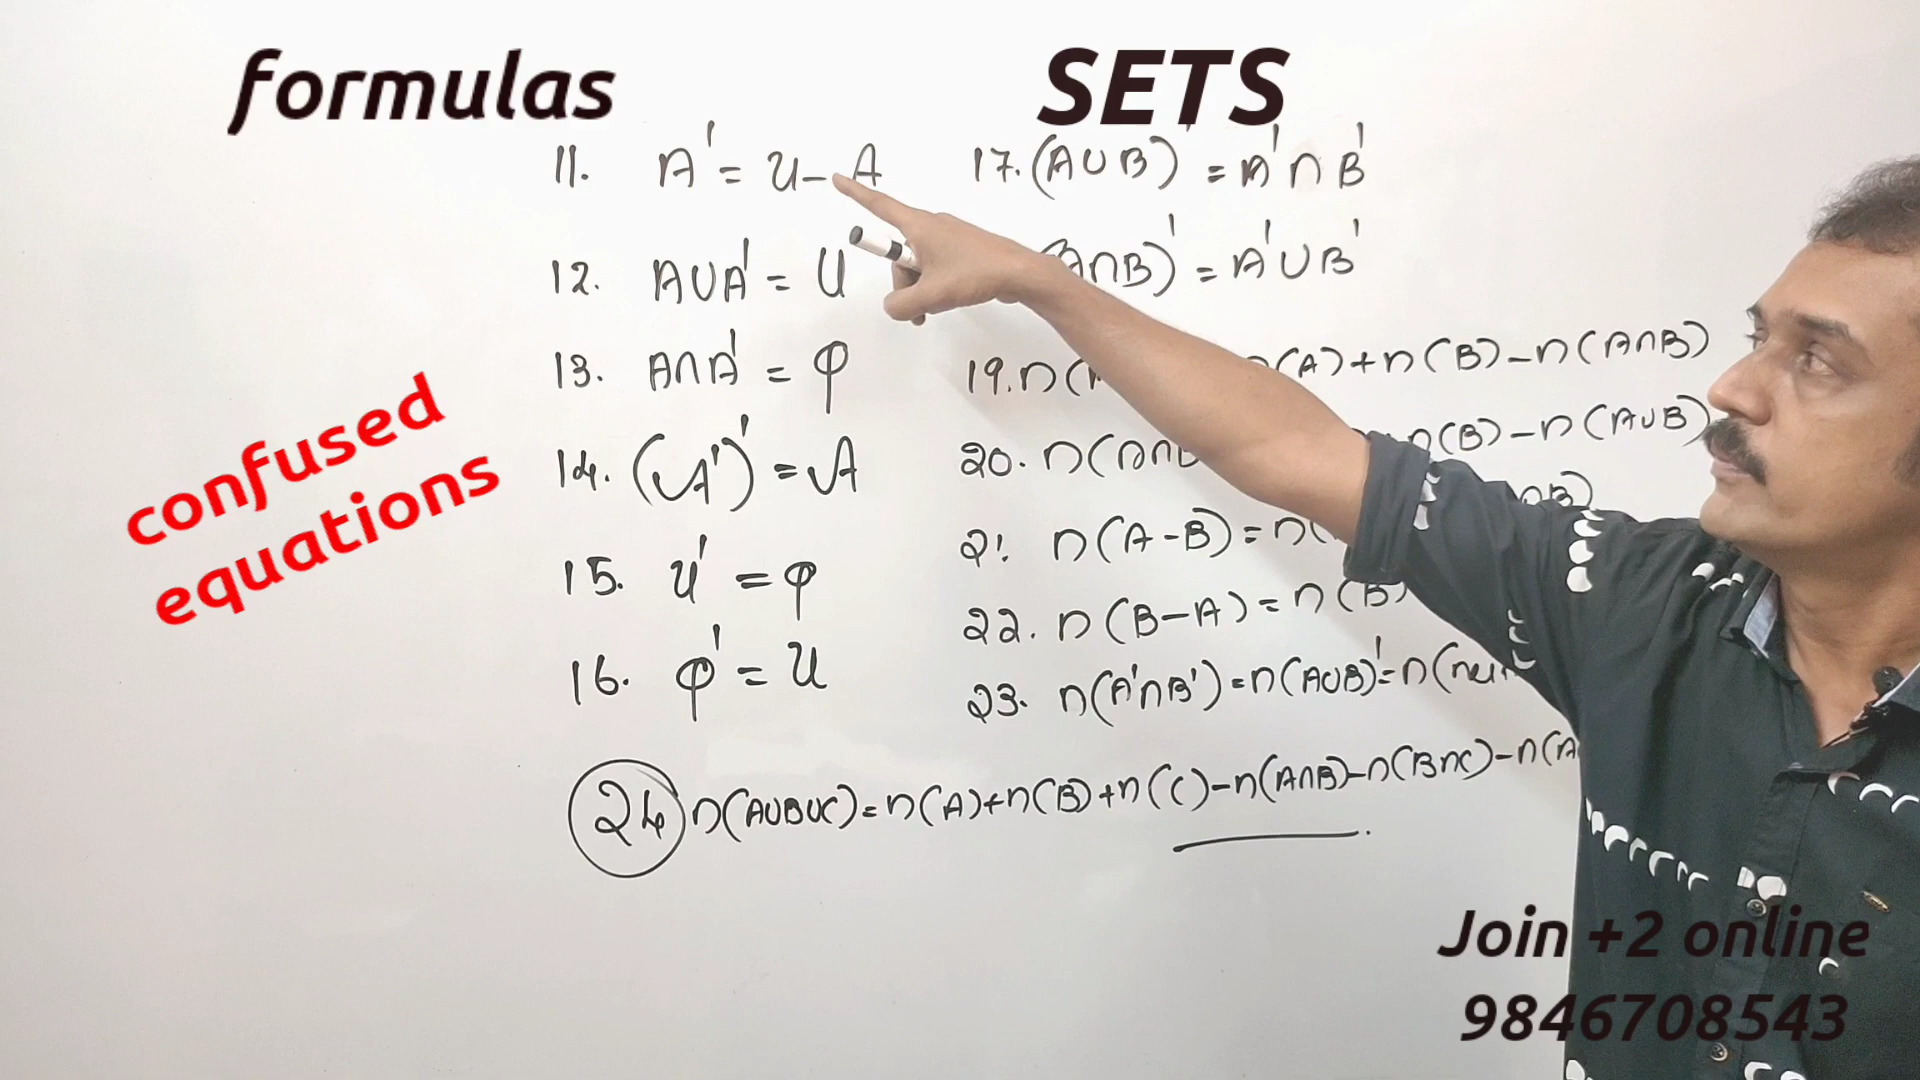 formulas
SETS
confused
equations
11. A' = U - A
12. A∪A' = U
13. A∩A' = φ
14. (A')' = A
15. U' = φ
16. φ' = U
17. (A∪B)' = A'∩B'
A∩B)' = A'∪B'
19. n( (A)+n(B)-n(A∩B)
20. n(A∩ n(B)-n(A∪B)
21. n(A-B)=n( ∩B)
22. n(B-A)=n(B)
23. n(A'∩B')=n(A∪B)'=n(
24 n(A∪B∪C)=n(A)+n(B)+n(C)-n(A∩B)-n(B∩C)-n(A
Join +2 online
9846708543